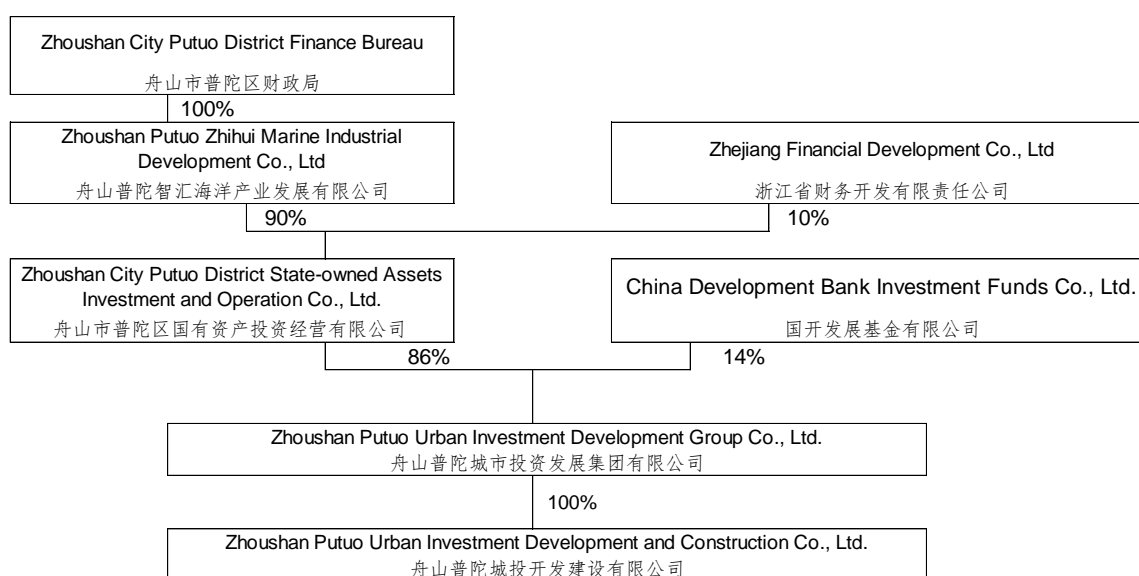 Zhoushan City Putuo District Finance Bureau
舟山市普陀区财政局
100%
Zhoushan Putuo Zhihui Marine Industrial
Development Co., Ltd
舟山普陀智汇海洋产业发展有限公司
Zhejiang Financial Development Co., Ltd
浙江省财务开发有限责任公司
90%
10%
Zhoushan City Putuo District State-owned Assets
Investment and Operation Co., Ltd.
舟山市普陀区国有资产投资经营有限公司
China Development Bank Investment Funds Co., Ltd.
国开发展基金有限公司
86%
14%
Zhoushan Putuo Urban Investment Development Group Co., Ltd.
舟山普陀城市投资发展集团有限公司
100%
Zhoushan Putuo Urban Investment Development and Construction Co., Ltd.
舟山普陀城投开发建设有限公司